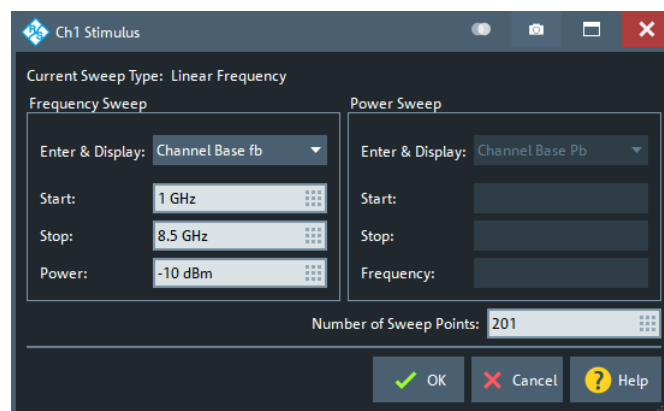 Ch1 Stimulus
Current Sweep Type: Linear Frequency
Frequency Sweep
Enter & Display: Channel Base fb
Start: 1 GHz
Stop: 8.5 GHz
Power: -10 dBm
Power Sweep
Enter & Display: Channel Base Pb
Start:
Stop:
Frequency:
Number of Sweep Points: 201
OK Cancel ? Help